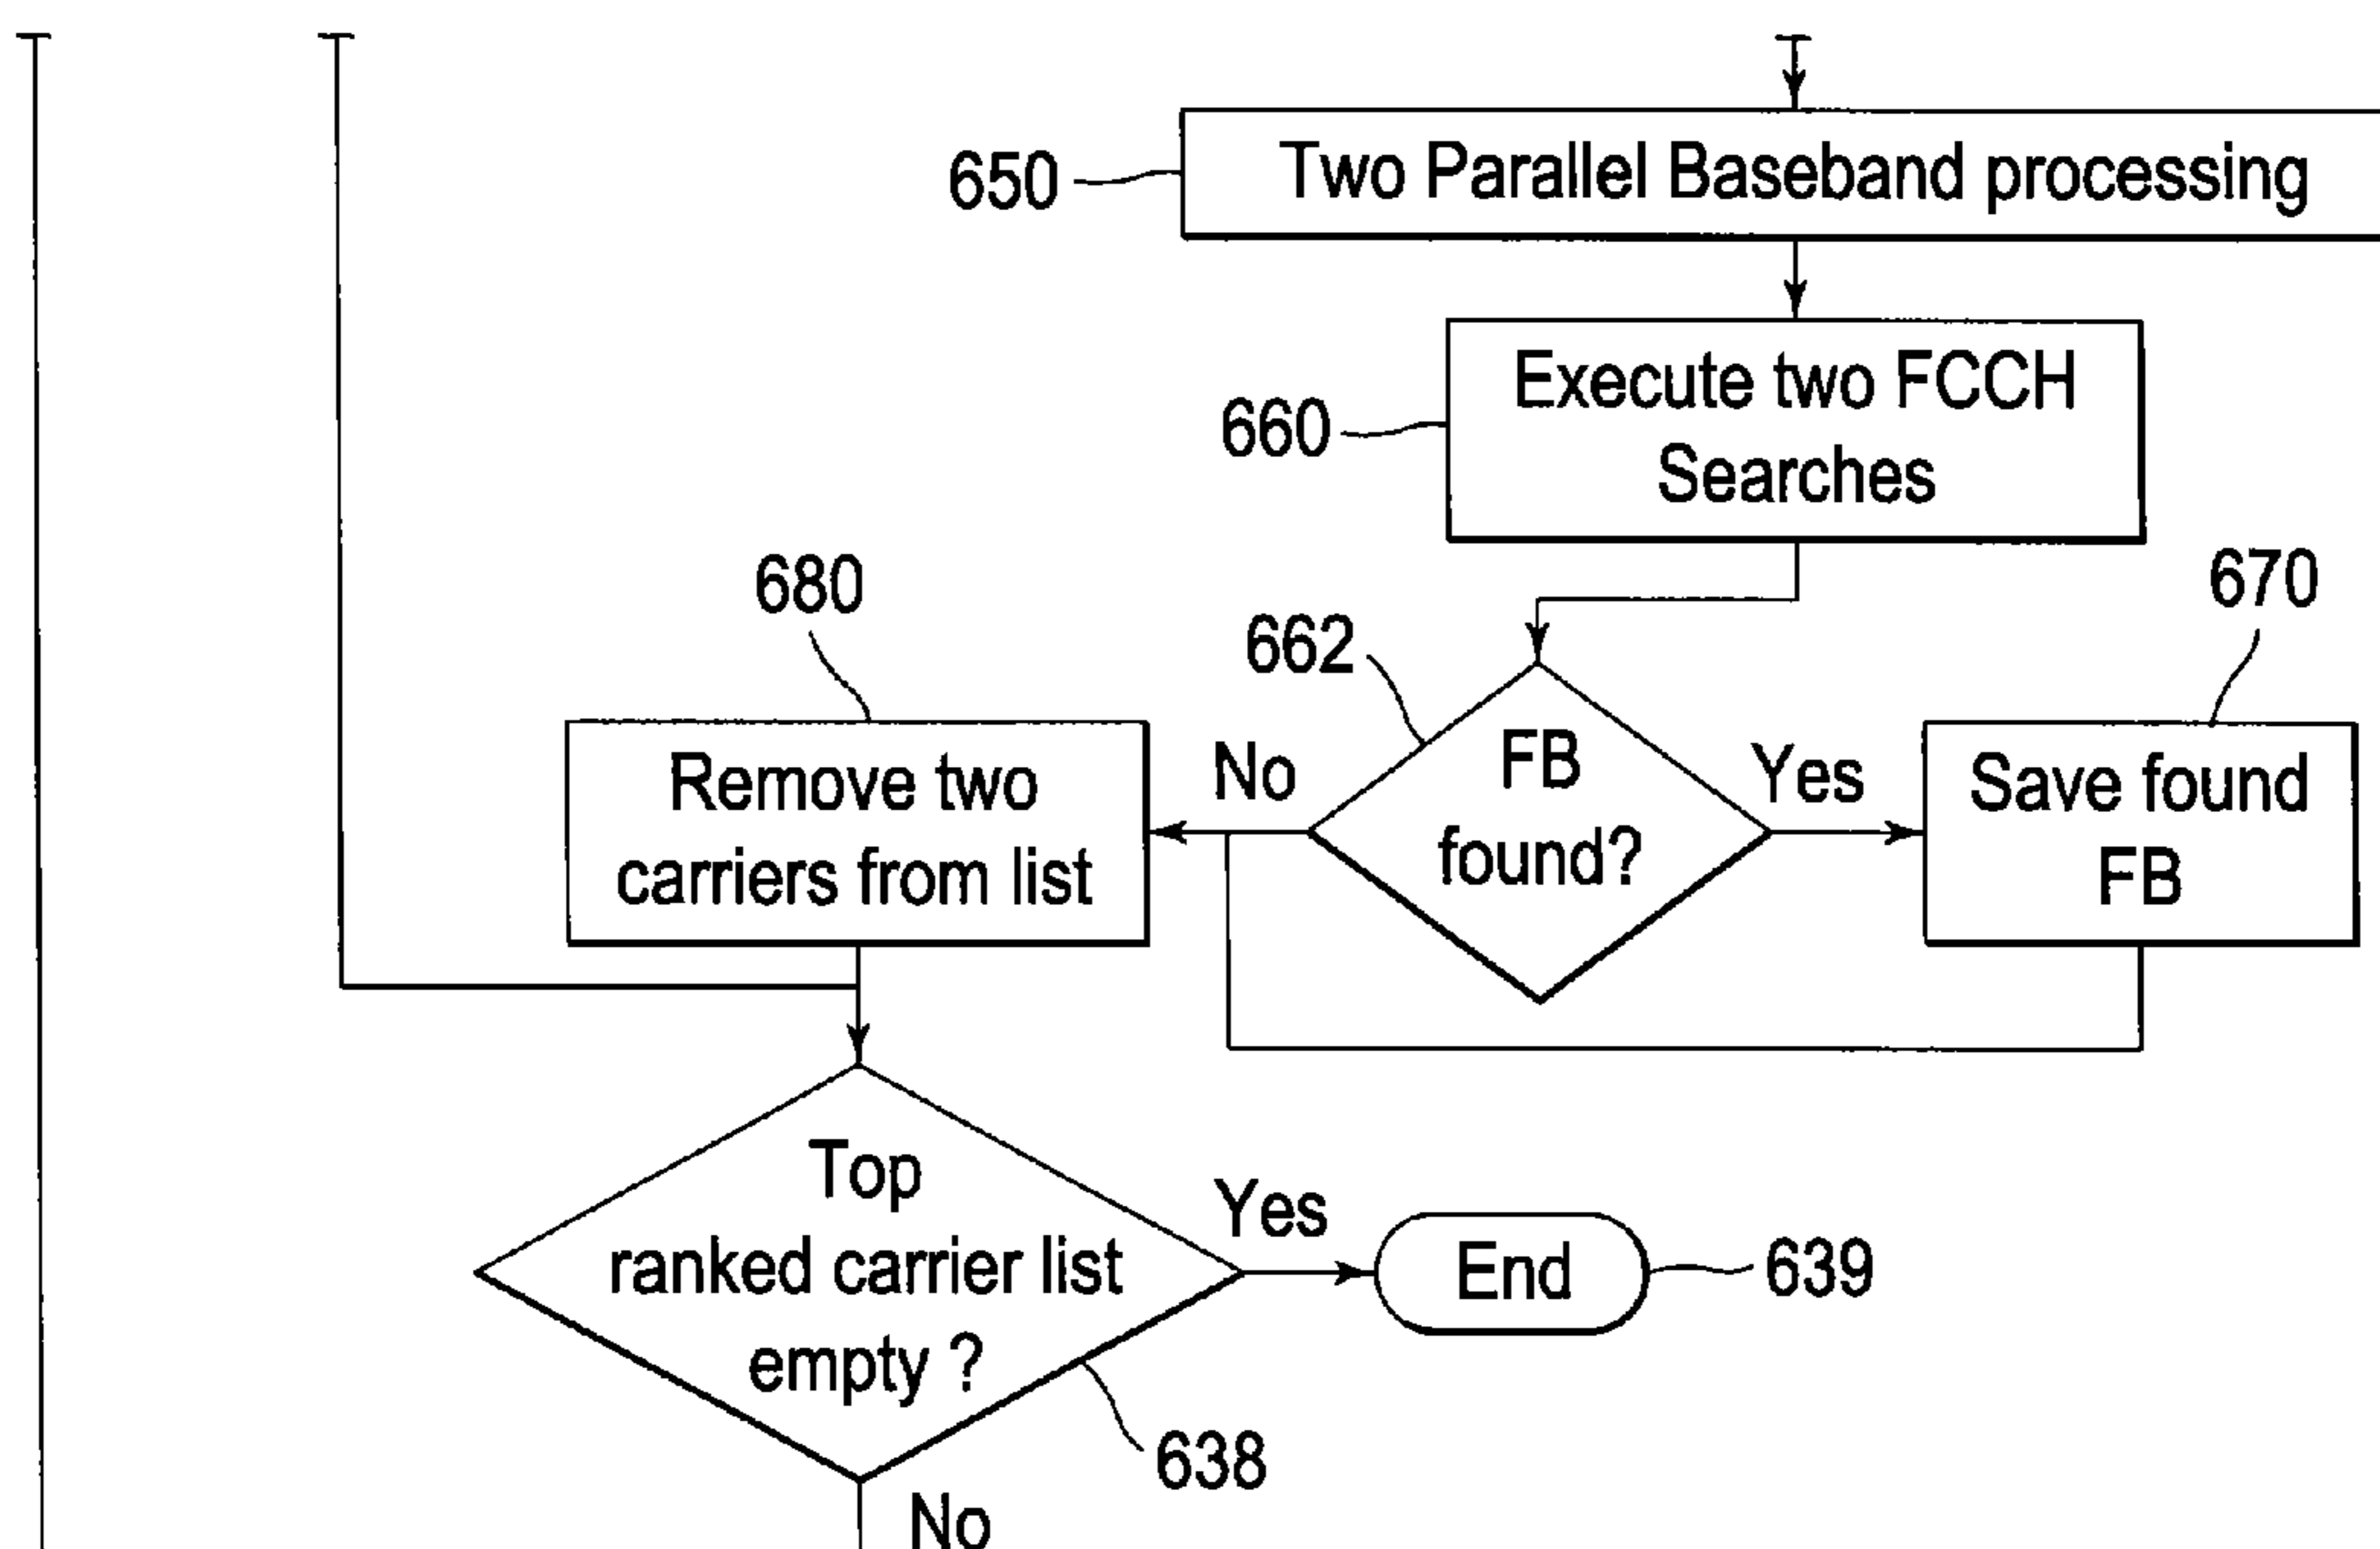 650
Two Parallel Baseband processing
660
Execute two FCCH
Searches
680
662
670
Remove two
carriers from list
No
FB
found?
Yes
Save found
FB
Top
ranked carrier list
empty ?
Yes
End
639
638
No